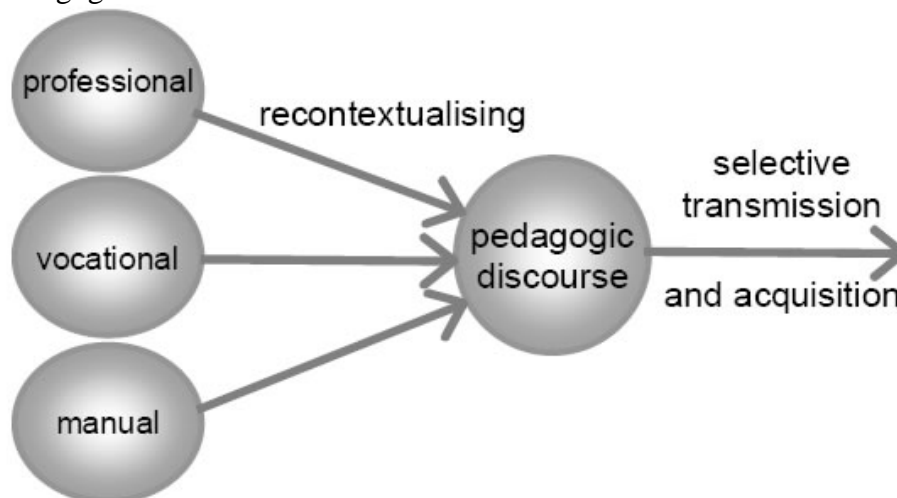 professional
recontextualising
selective
transmission
and acquisition
vocational
pedagogic
discourse
manual